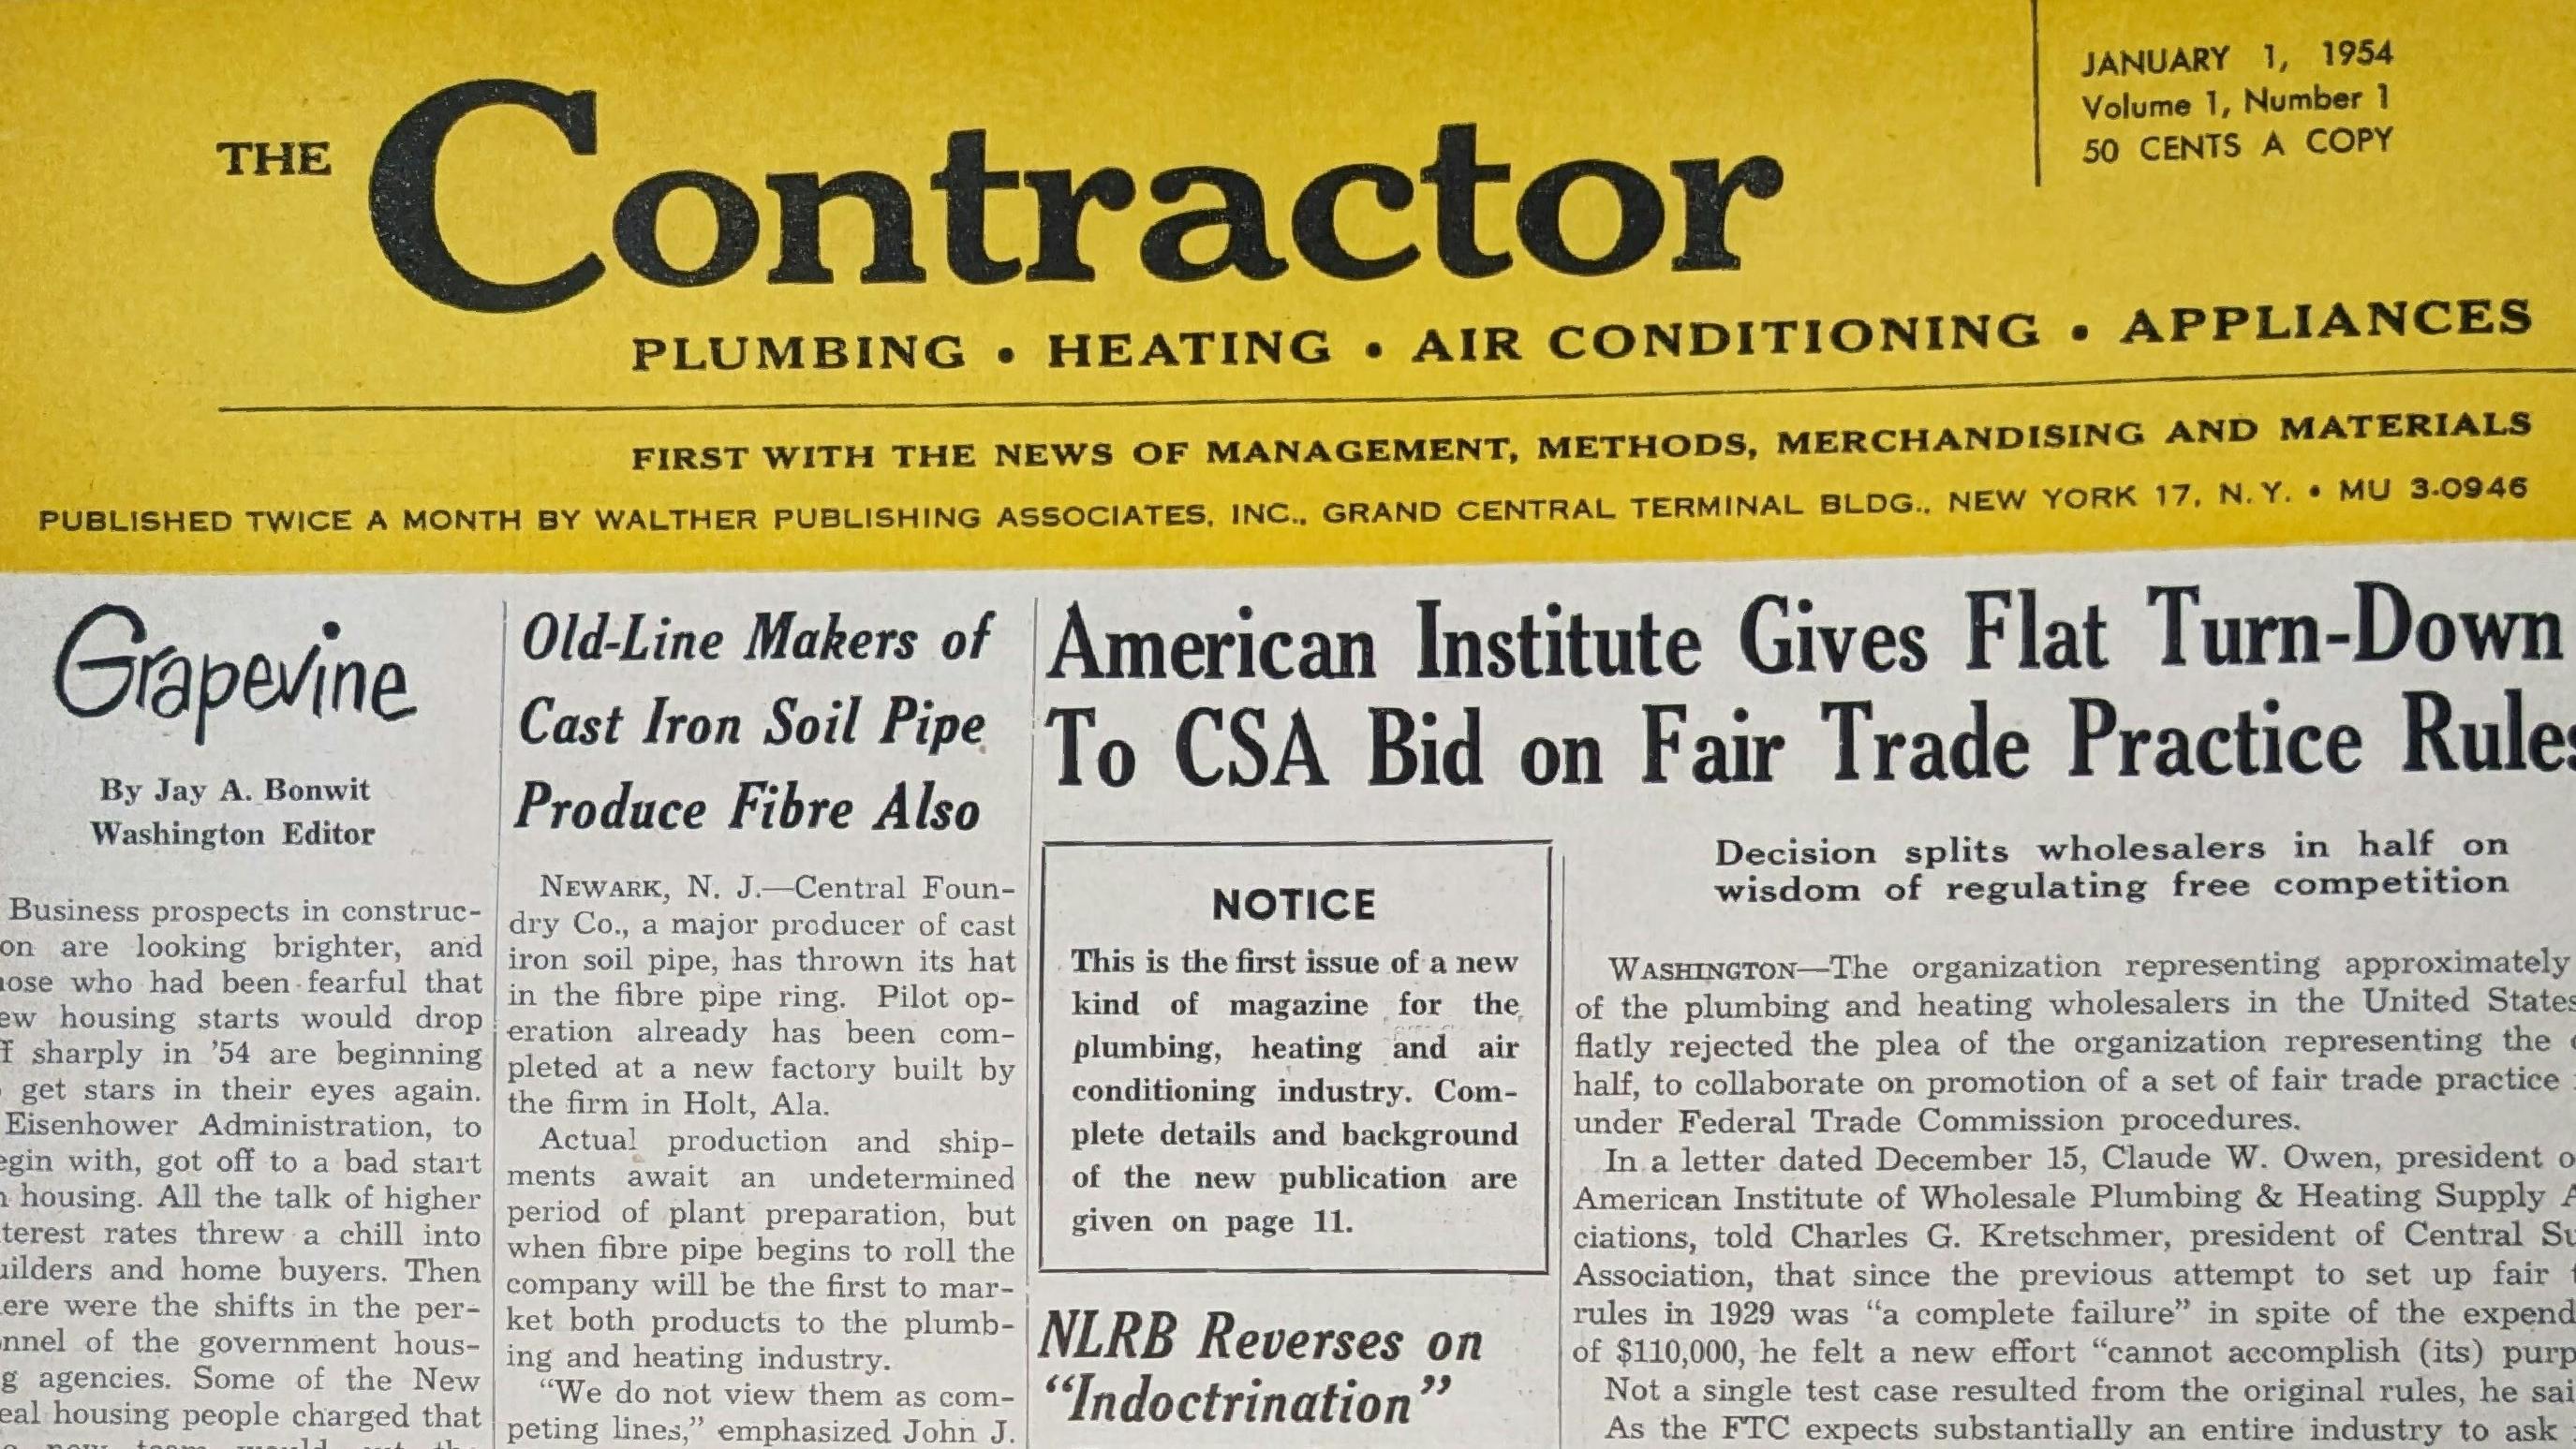 THE Contractor
JANUARY 1, 1954
Volume 1, Number 1
50 CENTS A COPY
PLUMBING • HEATING • AIR CONDITIONING • APPLIANCES
FIRST WITH THE NEWS OF MANAGEMENT, METHODS, MERCHANDISING AND MATERIALS
PUBLISHED TWICE A MONTH BY WALTHER PUBLISHING ASSOCIATES, INC., GRAND CENTRAL TERMINAL BLDG., NEW YORK 17, N.Y. • MU 3-0946
Grapevine
By Jay A. Bonwit
Washington Editor
Business prospects in construc-
on are looking brighter, and
ose who had been fearful that
ew housing starts would drop
f sharply in '54 are beginning
get stars in their eyes again.
Eisenhower Administration, to
egin with, got off to a bad start
housing. All the talk of higher
terest rates threw a chill into
uilders and home buyers. Then
ere were the shifts in the per-
nnel of the government hous-
g agencies. Some of the New
eal housing people charged that
Old-Line Makers of
Cast Iron Soil Pipe
Produce Fibre Also
NEWARK, N. J.—Central Foun-
dry Co., a major producer of cast
iron soil pipe, has thrown its hat
in the fibre pipe ring. Pilot op-
eration already has been com-
pleted at a new factory built by
the firm in Holt, Ala.
Actual production and ship-
ments await an undetermined
period of plant preparation, but
when fibre pipe begins to roll the
company will be the first to mar-
ket both products to the plumb-
ing and heating industry.
"We do not view them as com-
peting lines," emphasized John J.
American Institute Gives Flat Turn-Down
To CSA Bid on Fair Trade Practice Rules
NOTICE
This is the first issue of a new
kind of magazine for the
plumbing, heating and air
conditioning industry. Com-
plete details and background
of the new publication are
given on page 11.
NLRB Reverses on
"Indoctrination"
Decision splits wholesalers in half on
wisdom of regulating free competition
WASHINGTON—The organization representing approximately
of the plumbing and heating wholesalers in the United States
flatly rejected the plea of the organization representing the
half, to collaborate on promotion of a set of fair trade practice
under Federal Trade Commission procedures.
In a letter dated December 15, Claude W. Owen, president o
American Institute of Wholesale Plumbing & Heating Supply A
ciations, told Charles G. Kretschmer, president of Central Su
Association, that since the previous attempt to set up fair
rules in 1929 was "a complete failure" in spite of the expend
of $110,000, he felt a new effort "cannot accomplish (its) purp
Not a single test case resulted from the original rules, he sai
As the FTC expects substantially an entire industry to ask